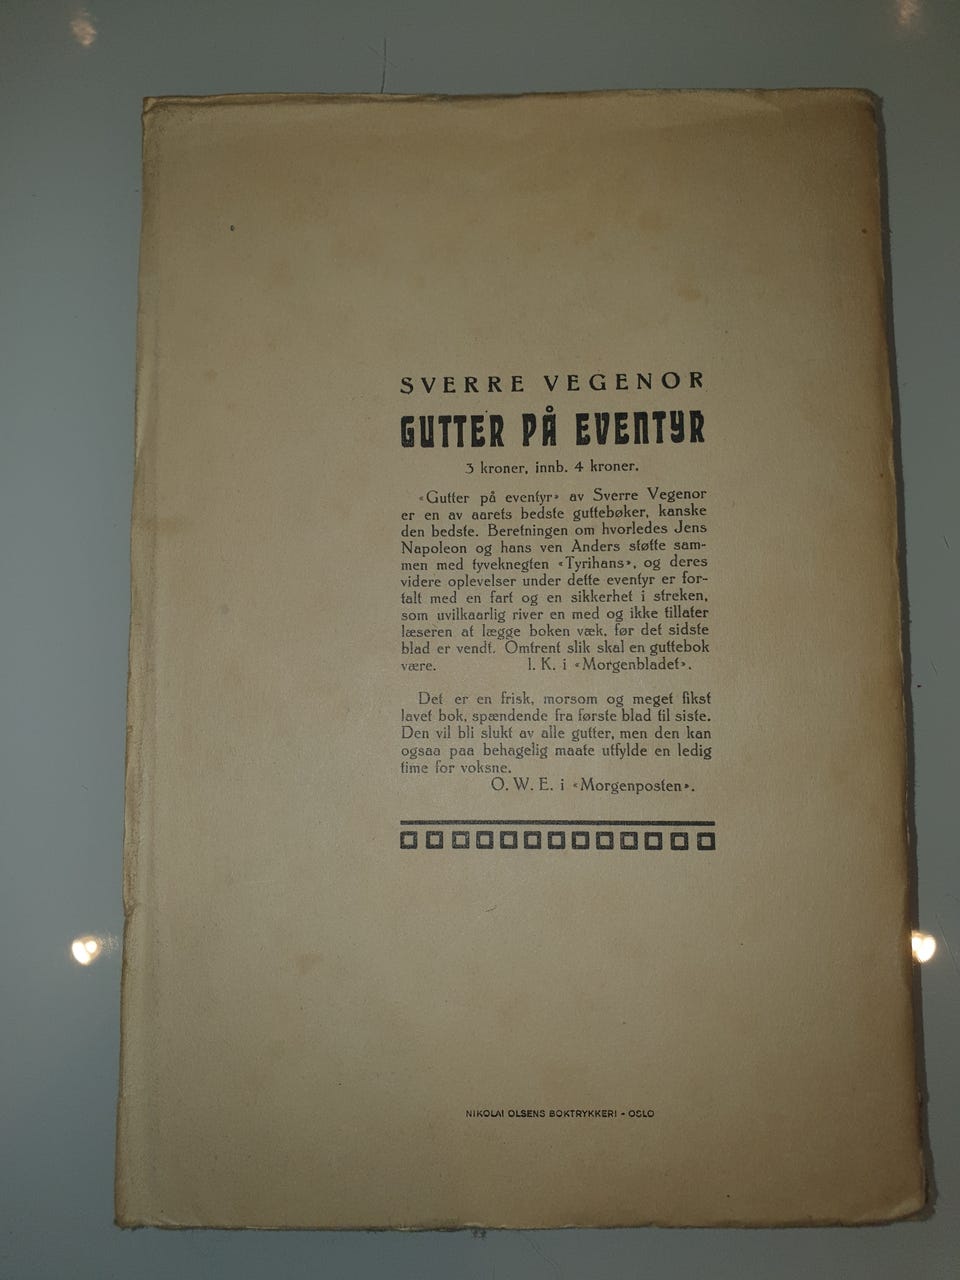 SVERRE VEGENOR
GUTTER PÅ EVENTYR
3 kroner, innb. 4 kroner.
«Gutter på eventyr» av Sverre Vegenor
er en av aarets bedste guttebøker, kanske
den bedste. Beretningen om hvorledes Jens
Napoleon og hans ven Anders støtte sam-
men med tyveknegten «Tyrihans», og deres
videre oplevelser under dette eventyr er for-
talt med en fart og en sikkerhet i streken,
som uvilkaarlig river en med og ikke tillater
læseren at lægge boken væk, før det sidste
blad er vendt. Omtrent slik skal en guttebok
være. I. K. i «Morgenbladet».
Det er en frisk, morsom og meget fikst
lavet bok, spændende fra første blad til siste.
Den vil bli slukt av alle gutter, men den kan
ogsaa paa behagelig maate utfylde en ledig
time for voksne.
O. W. E. i «Morgenposten».
NIKOLAI OLSENS BOKTRYKKERI - OSLO